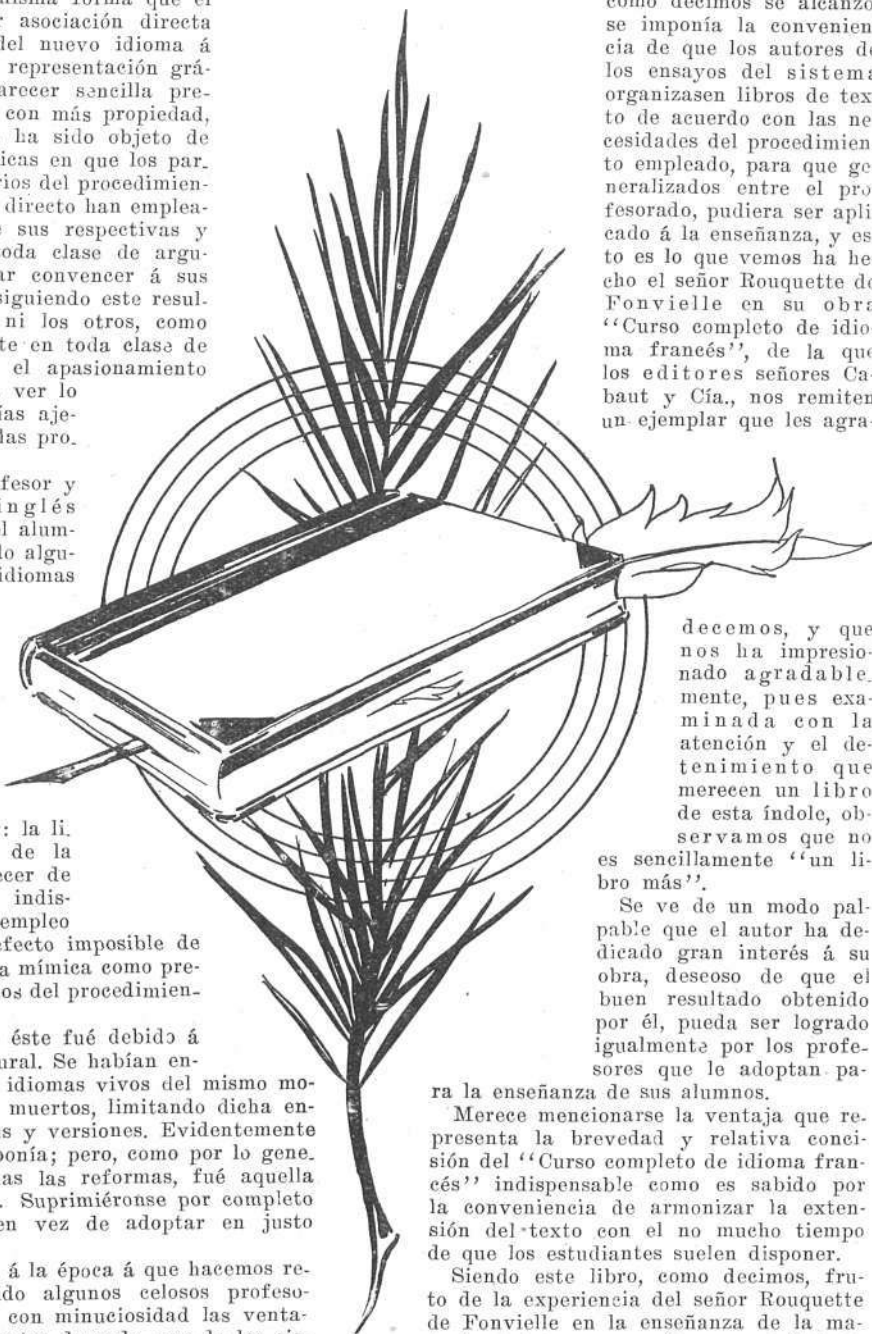 misma forma que el
asociación directa
del nuevo idioma á
representación grá-
arecer sencilla pre-
con más propiedad,
ha sido objeto de
icas en que los par-
rios del procedimien-
directo han emplea-
sus respectivas y
oda clase de argu-
ar convencer á sus
siguiendo este resul-
ni los otros, como
te en toda clase de
el apasionamiento
ver lo
ías aje-
las pro-
fesor y
inglés
el alum-
do algu-
idiomas
: la li-
de la
ecer de
indis-
empleo
efecto imposible de
a mímica como pre-
os del procedimien-
éste fué debido á
ural. Se habían en-
idiomas vivos del mismo mo-
muertos, limitando dicha en-
s y versiones. Evidentemente
ponía; pero, como por lo gene-
as las reformas, fué aquella
. Suprimiéronse por completo
en vez de adoptar en justo
á la época á que hacemos re-
do algunos celosos profeso-
con minuciosidad las venta-
como decimos se alcanzó
se imponía la convenien
cia de que los autores de
los ensayos del sistema
organizasen libros de tex
to de acuerdo con las ne
cesidades del procedimien
to empleado, para que ge
neralizados entre el pro
fesorado, pudiera ser apli
cado á la enseñanza, y es
to es lo que vemos ha he
cho el señor Rouquette de
Fonvielle en su obra
‘‘Curso completo de idio
ma francés’’, de la que
los editores señores Ca-
baut y Cía., nos remiten
un ejemplar que les agra-
decemos, y que
nos ha impresio-
nado agradable-
mente, pues exa-
minada con la
atención y el de-
tenimiento que
merecen un libro
de esta índole, ob-
servamos que no
es sencillamente ‘‘un li-
bro más’’.
Se ve de un modo pal-
pable que el autor ha de-
dicado gran interés á su
obra, deseoso de que el
buen resultado obtenido
por él, pueda ser logrado
igualmente por los profe-
sores que le adoptan pa-
ra la enseñanza de sus alumnos.
Merece mencionarse la ventaja que re-
presenta la brevedad y relativa conci-
sión del ‘‘Curso completo de idioma fran-
cés’’ indispensable como es sabido por
la conveniencia de armonizar la exten-
sión del texto con el no mucho tiempo
de que los estudiantes suelen disponer.
Siendo este libro, como decimos, fru-
to de la experiencia del señor Rouquette
de Fonvielle en la enseñanza de la ma-